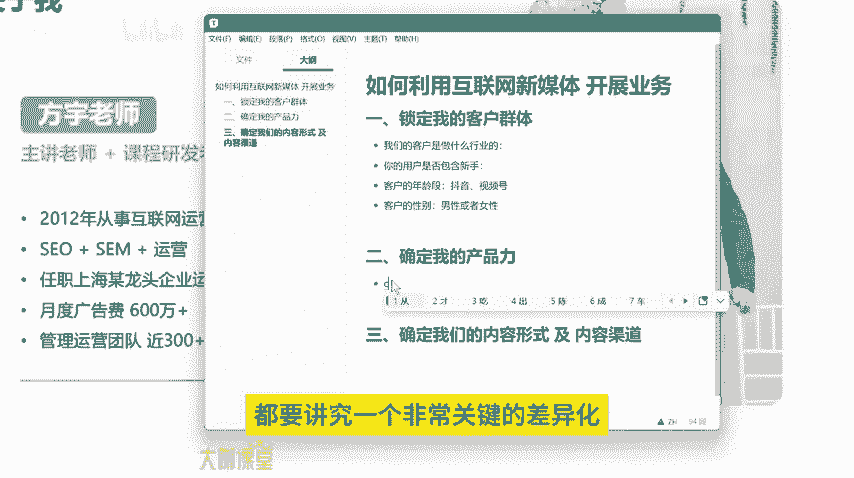 于我
方宇老师
主讲老师 + 课程研发
2012年从事互联网运营
SEO + SEM + 运营
任职上海某龙头企业运
月度广告费 600万+
管理运营团队 近300+
文件(F) 编辑(E) 段落(P) 格式(O) 视图(V) 主题(T) 帮助(H)
文件 大纲
如何利用互联网新媒体 开展业务
一、锁定我的客户群体
二、确定我的产品力
三、确定我们的内容形式 及
内容渠道
如何利用互联网新媒体 开展业务
一、锁定我的客户群体
我们的客户是做什么行业的：
你的用户是否包含新手：
客户的年龄段：抖音、视频号
客户的性别：男性或者女性
二、确定我的产品力
c
1 从 2 才 3 吃 4 出 5 陈 6 成 7 车
三、确定我们的内容形式 及 内容渠道
都要讲究一个非常关键的差异化
94 词